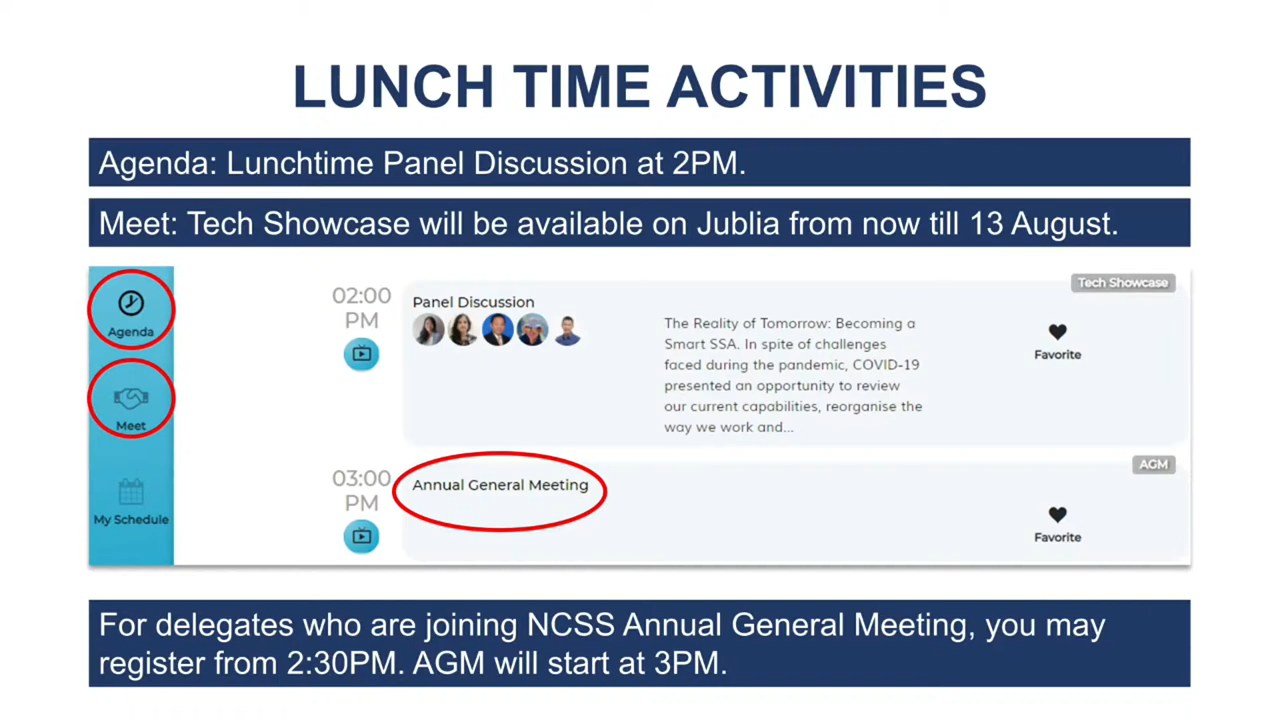 LUNCH TIME ACTIVITIES
Agenda: Lunchtime Panel Discussion at 2PM.
Meet: Tech Showcase will be available on Jublia from now till 13 August.
Agenda
Meet
My Schedule
02:00
PM
Panel Discussion
The Reality of Tomorrow: Becoming a
Smart SSA. In spite of challenges
faced during the pandemic, COVID-19
presented an opportunity to review
our current capabilities, reorganise the
way we work and...
Tech Showcase
Favorite
03:00
PM
Annual General Meeting
AGM
Favorite
For delegates who are joining NCSS Annual General Meeting, you may
register from 2:30PM. AGM will start at 3PM.